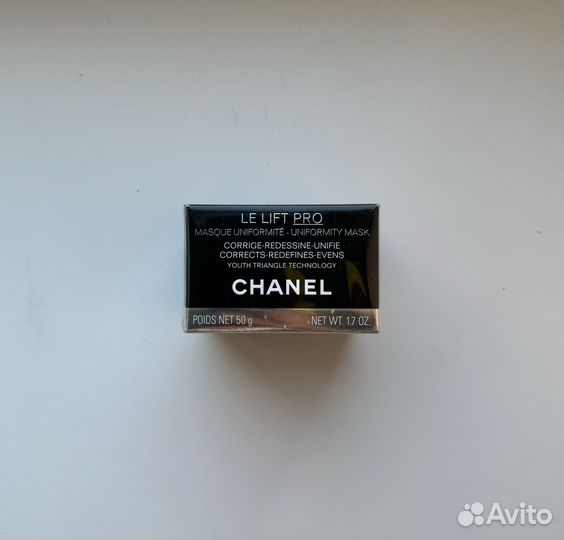 LE LIFT PRO
MASQUE UNIFORMITÉ - UNIFORMITY MASK
CORRIGE-REDESSINE-UNIFIE
CORRECTS-REDEFINES-EVENS
YOUTH TRIANGLE TECHNOLOGY
CHANEL
POIDS NET 50 g NET WT. 1.7 OZ.
Avito